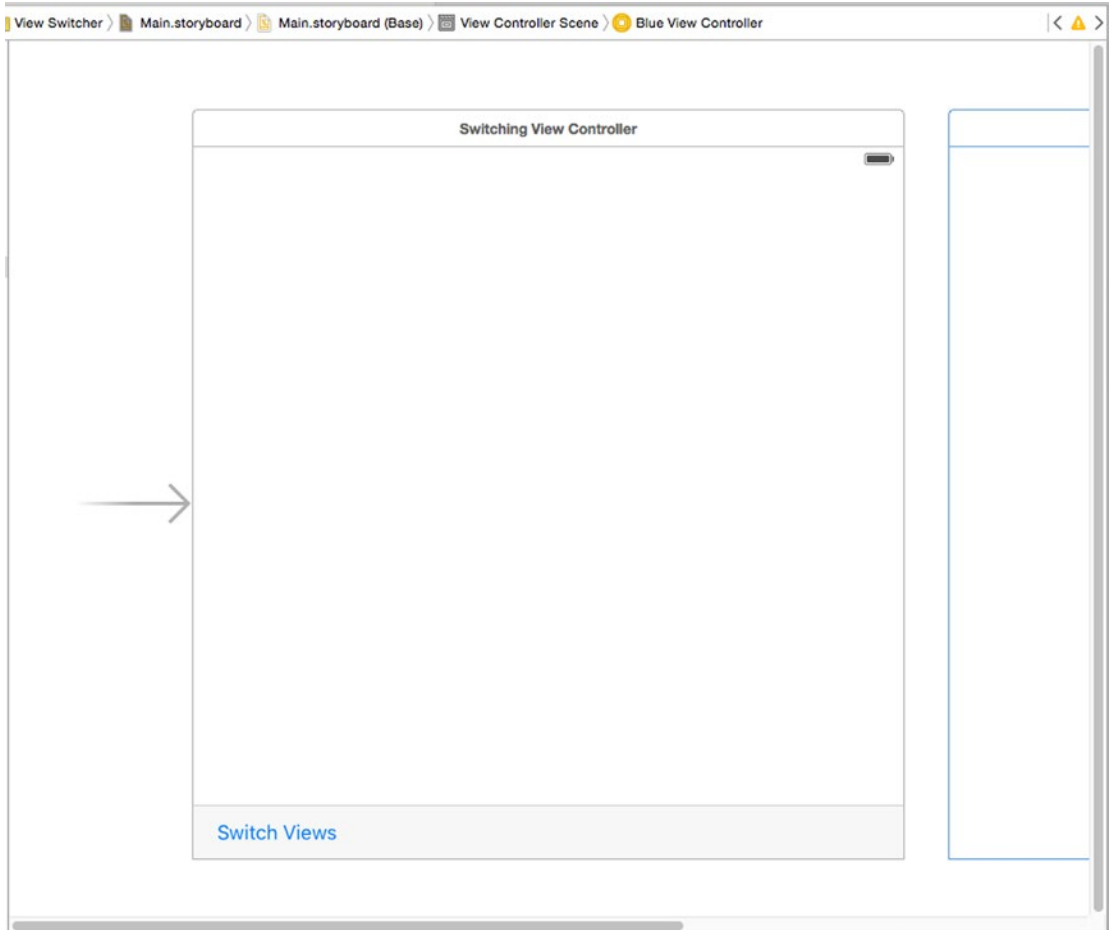 View Switcher 〉 Main.storyboard 〉 Main.storyboard (Base) 〉 View Controller Scene 〉 Blue View Controller
Switching View Controller
Switch Views